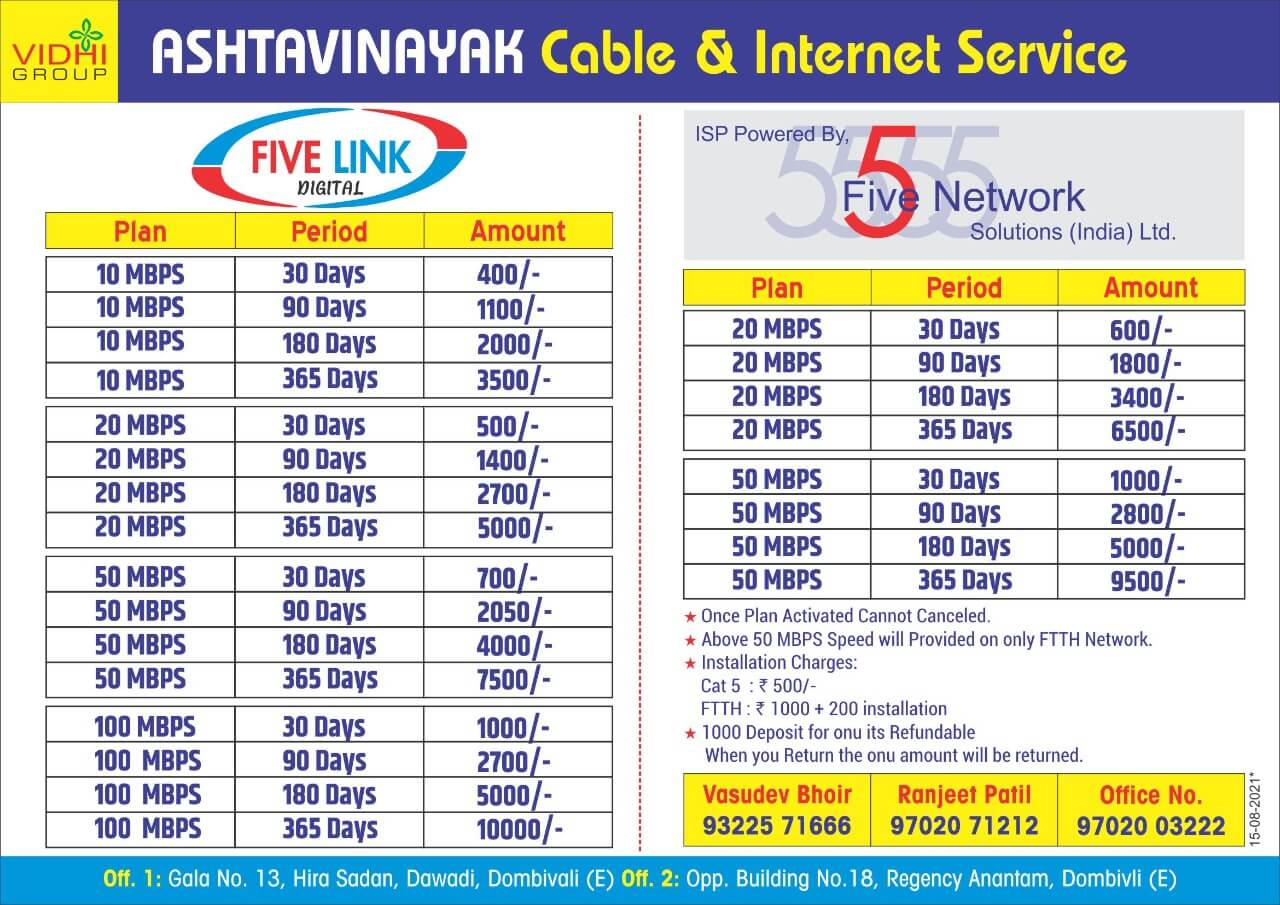 VIDHI
GROUP
ASHTAVINAYAK Cable & Internet Service
FIVE LINK
DIGITAL
Plan Period Amount
10 MBPS 30 Days 400/-
10 MBPS 90 Days 1100/-
10 MBPS 180 Days 2000/-
10 MBPS 365 Days 3500/-
20 MBPS 30 Days 500/-
20 MBPS 90 Days 1400/-
20 MBPS 180 Days 2700/-
20 MBPS 365 Days 5000/-
50 MBPS 30 Days 700/-
50 MBPS 90 Days 2050/-
50 MBPS 180 Days 4000/-
50 MBPS 365 Days 7500/-
100 MBPS 30 Days 1000/-
100 MBPS 90 Days 2700/-
100 MBPS 180 Days 5000/-
100 MBPS 365 Days 10000/-
ISP Powered By,
55555
Five Network
Solutions (India) Ltd.
Plan Period Amount
20 MBPS 30 Days 600/-
20 MBPS 90 Days 1800/-
20 MBPS 180 Days 3400/-
20 MBPS 365 Days 6500/-
50 MBPS 30 Days 1000/-
50 MBPS 90 Days 2800/-
50 MBPS 180 Days 5000/-
50 MBPS 365 Days 9500/-
★ Once Plan Activated Cannot Canceled.
★ Above 50 MBPS Speed will Provided on only FTTH Network.
★ Installation Charges:
Cat 5 : ₹ 500/-
FTTH : ₹ 1000 + 200 installation
★ 1000 Deposit for onu its Refundable
When you Return the onu amount will be returned.
Vasudev Bhoir Ranjeet Patil Office No.
93225 71666 97020 71212 97020 03222
15-08-2021*
Off. 1: Gala No. 13, Hira Sadan, Dawadi, Dombivali (E) Off. 2: Opp. Building No.18, Regency Anantam, Dombivli (E)